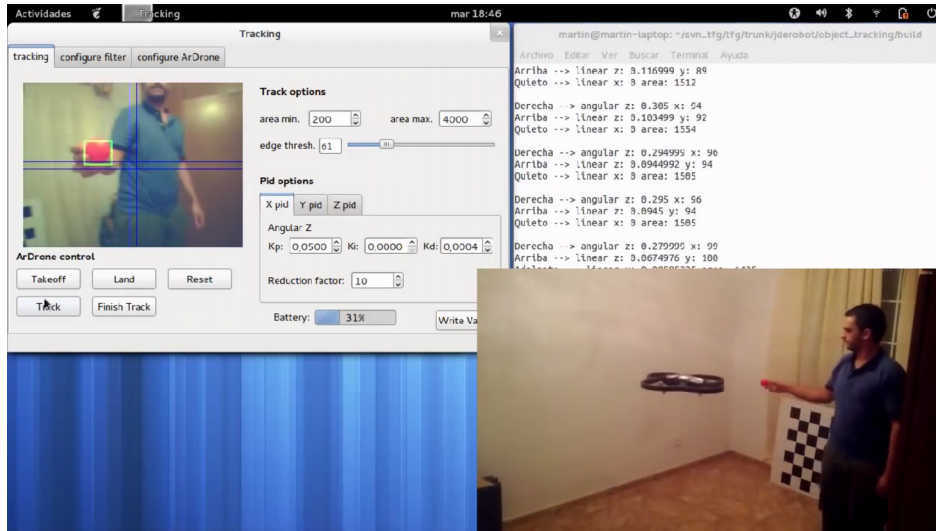 Actividades Tracking mar 18:46
Tracking
tracking configure filter configure ArDrone
Track options
area min. 200 area max. 4000
edge thresh. 61
Pid options
X pid Y pid Z pid
Angular Z
Kp: 0,0500 Ki: 0,0000 Kd: 0,0004
Reduction factor: 10
Battery: 31% Write Va
ArDrone control
Takeoff Land Reset
Track Finish Track
martin@martin-laptop: ~/svn_tfg/tfg/trunk/jderobot/object_tracking/build
Archivo Editar Ver Buscar Terminal Ayuda
Arriba --> linear z: 0.116999 y: 89
Quieto --> linear x: 0 area: 1512
Derecha --> angular z: 0.305 x: 94
Arriba --> linear z: 0.103499 y: 92
Quieto --> linear x: 0 area: 1554
Derecha --> angular z: 0.294999 x: 96
Arriba --> linear z: 0.0944992 y: 94
Quieto --> linear x: 0 area: 1505
Derecha --> angular z: 0.295 x: 96
Arriba --> linear z: 0.0945 y: 94
Quieto --> linear x: 0 area: 1505
Derecha --> angular z: 0.279999 x: 99
Arriba --> linear z: 0.0674976 y: 100